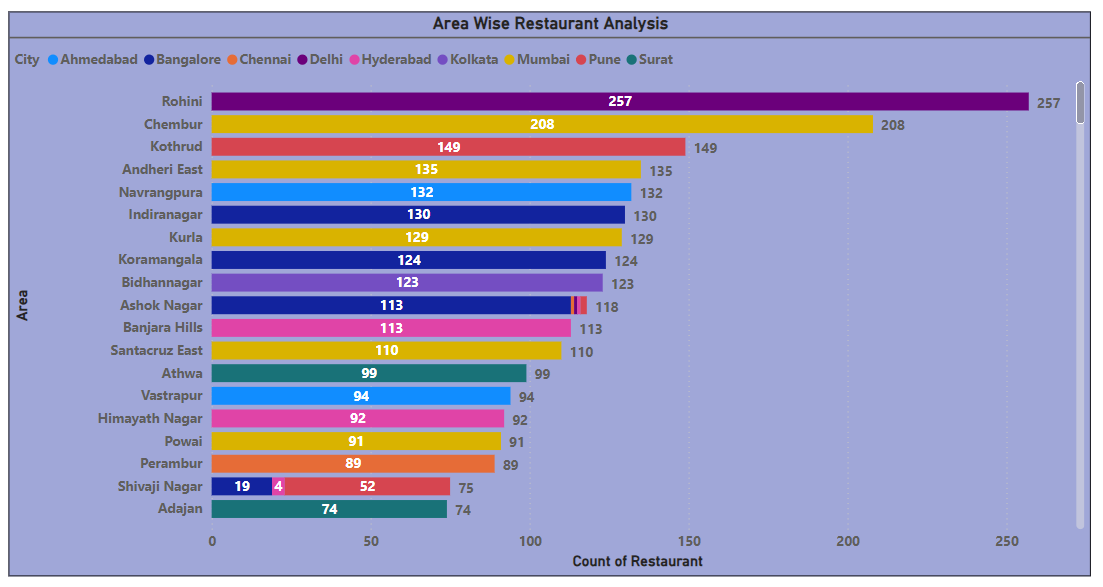 Area Wise Restaurant Analysis
City Ahmedabad Bangalore Chennai Delhi Hyderabad Kolkata Mumbai Pune Surat
Area
Rohini 257 257
Chembur 208 208
Kothrud 149 149
Andheri East 135 135
Navrangpura 132 132
Indiranagar 130 130
Kurla 129 129
Koramangala 124 124
Bidhannagar 123 123
Ashok Nagar 113 118
Banjara Hills 113 113
Santacruz East 110 110
Athwa 99 99
Vastrapur 94 94
Himayath Nagar 92 92
Powai 91 91
Perambur 89 89
Shivaji Nagar 19 4 52 75
Adajan 74 74
0 50 100 150 200 250
Count of Restaurant